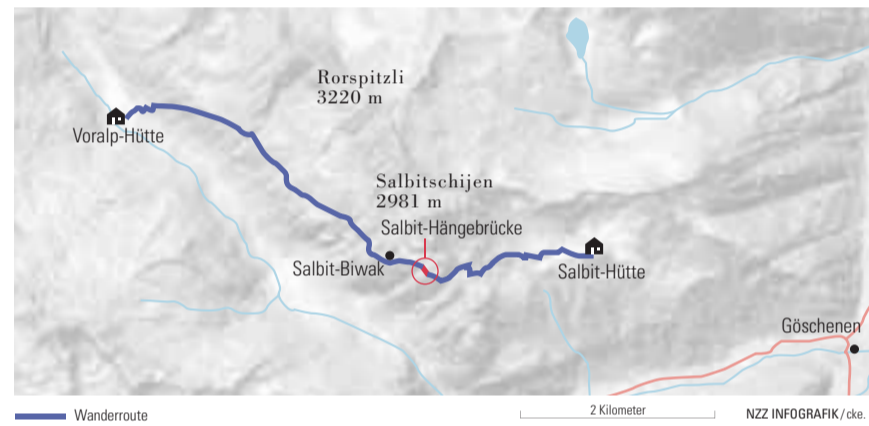 Rorspitzli
3220 m
Voralp-Hütte
Salbitschijen
2981 m
Salbit-Hängebrücke
Salbit-Biwak
Salbit-Hütte
Göschenen
Wanderroute
2 Kilometer
NZZ INFOGRAFIK/cke.